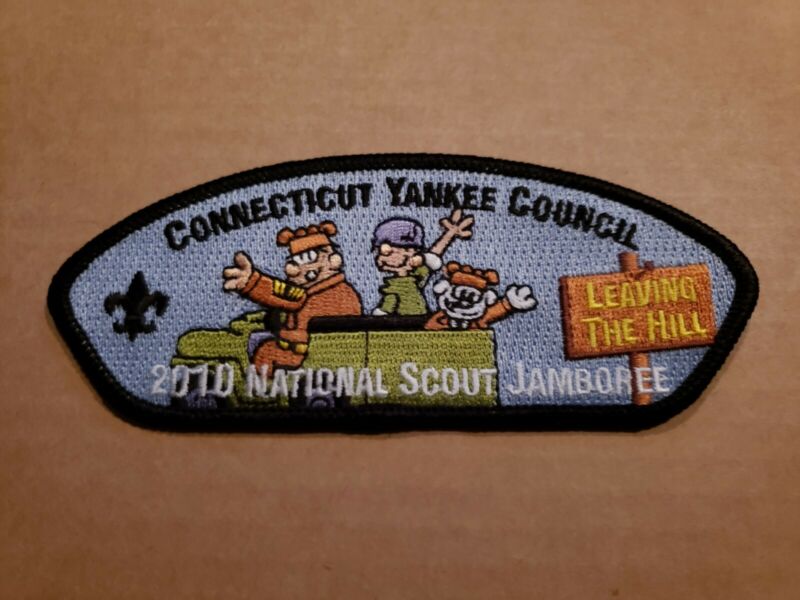 CONNECTICUT YANKEE COUNCIL
LEAVING
THE HILL
2010 NATIONAL SCOUT JAMBOREE